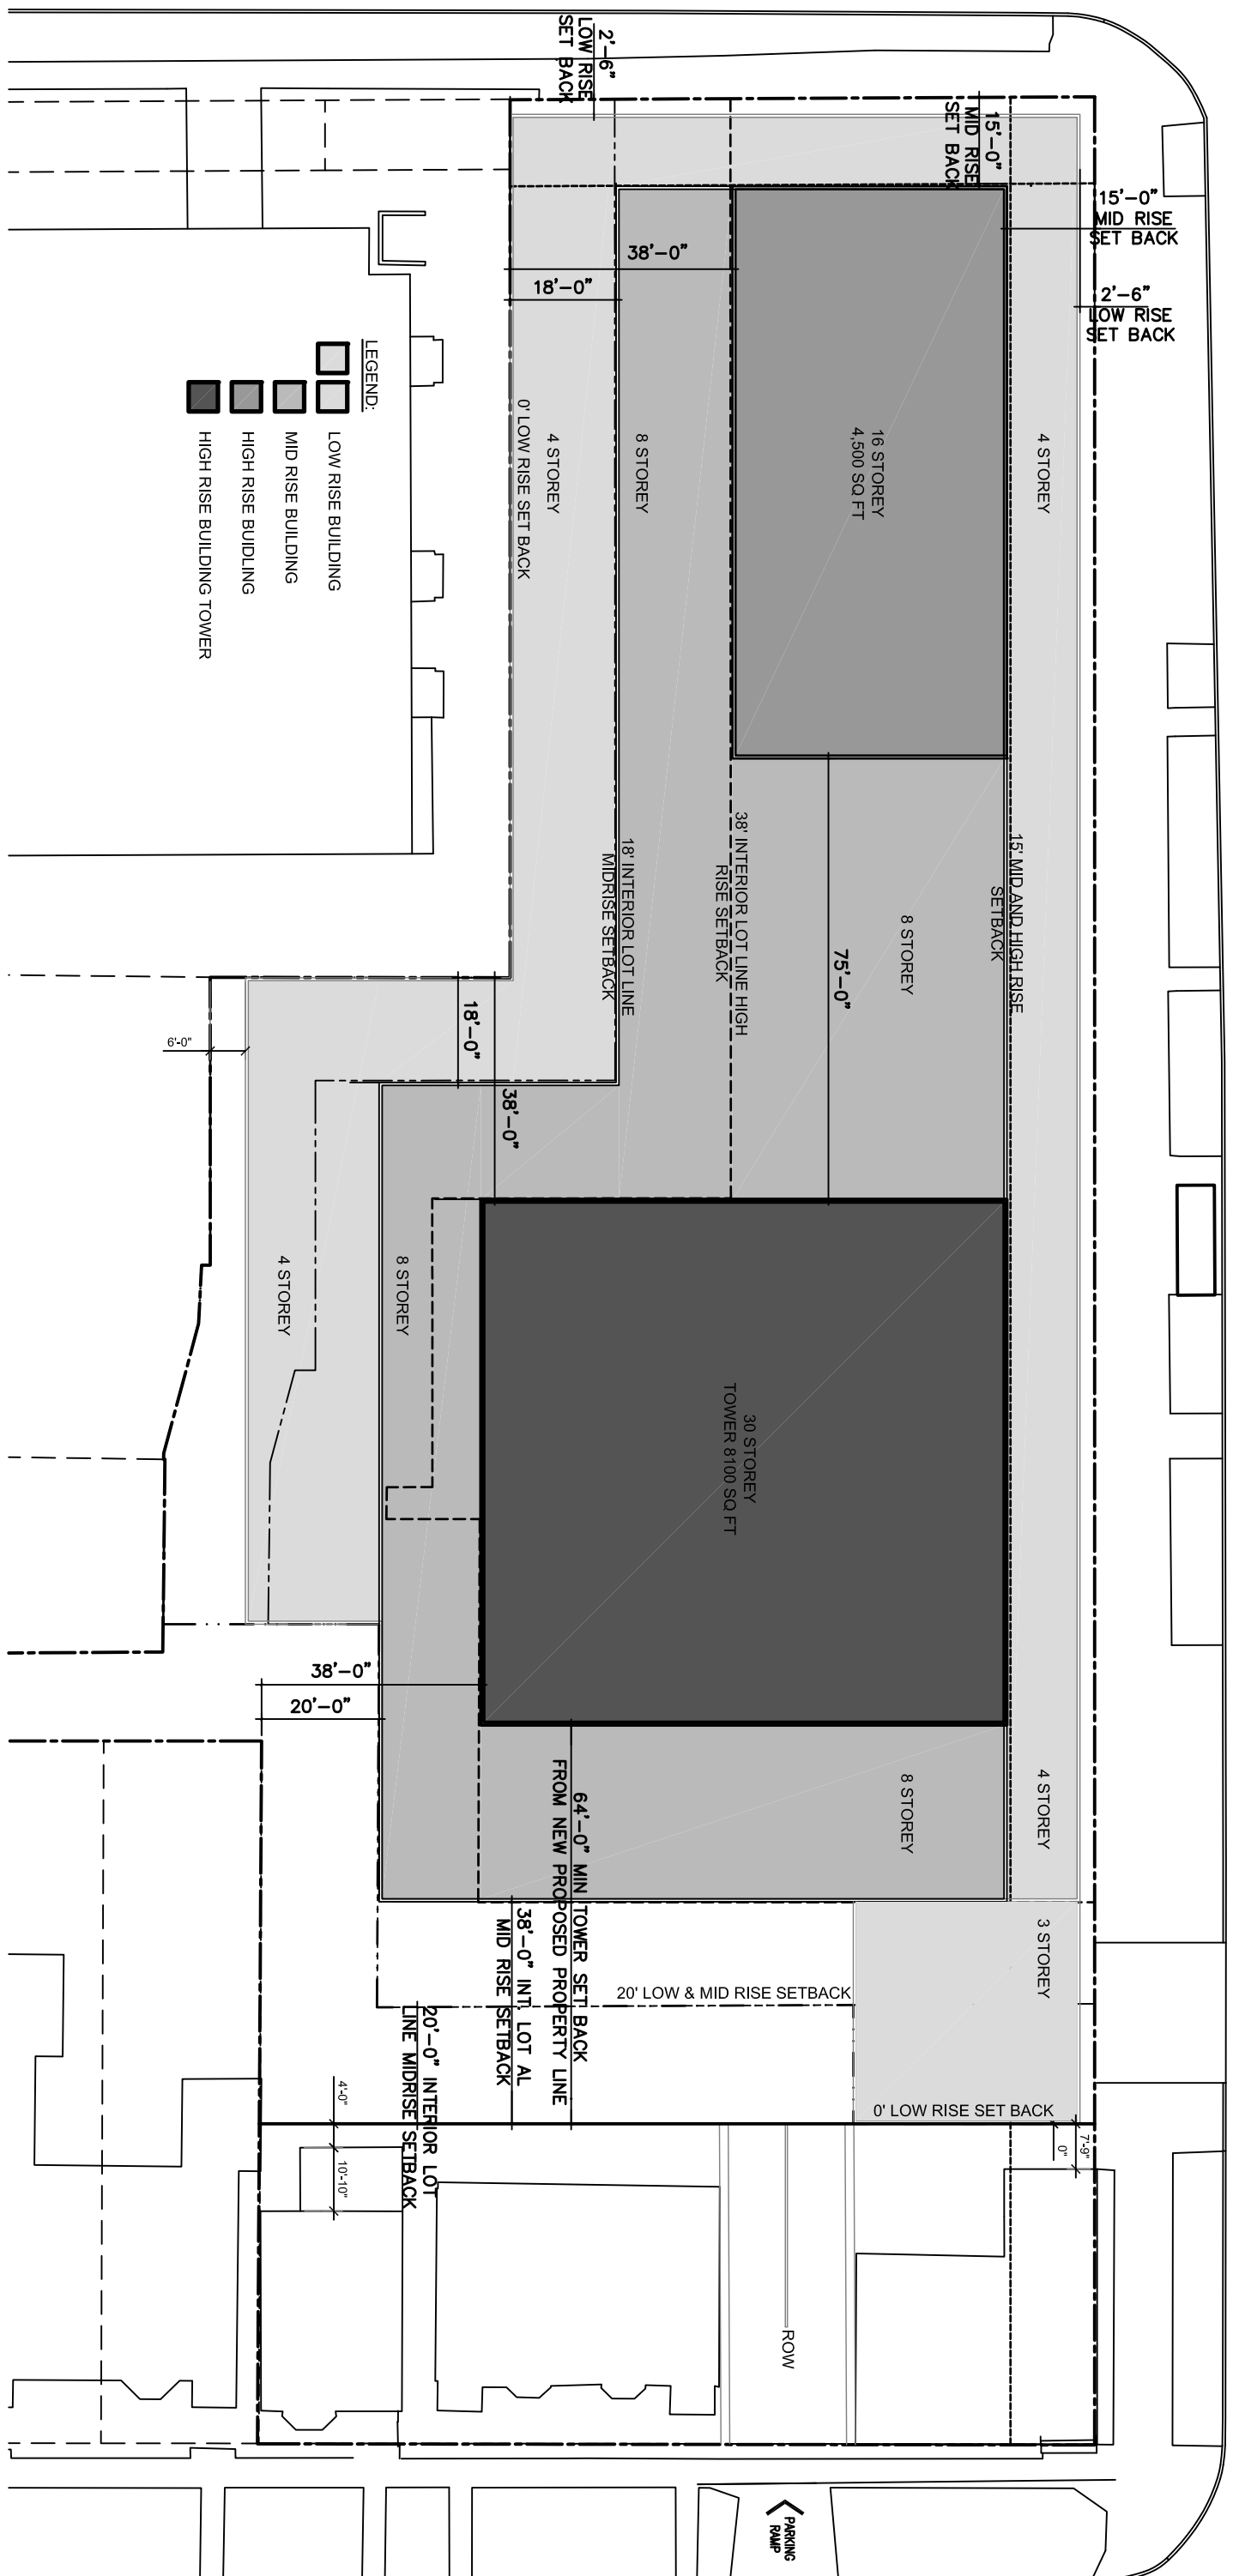 2'-6"
LOW RISE
SET BACK
15'-0"
MID RISE
SET BACK
15'-0"
MID RISE
SET BACK
2'-6"
LOW RISE
SET BACK
38'-0"
18'-0"
LEGEND:
LOW RISE BUILDING
MID RISE BUILDING
HIGH RISE BUIDLING
HIGH RISE BUILDING TOWER
4 STOREY
0' LOW RISE SET BACK
8 STOREY
16 STOREY
4,500 SQ FT
4 STOREY
18' INTERIOR LOT LINE
MIDRISE SETBACK
38' INTERIOR LOT LINE HIGH
RISE SETBACK
15' MID AND HIGH RISE
SETBACK
8 STOREY
75'-0"
18'-0"
38'-0"
6'-0"
4 STOREY
8 STOREY
30 STOREY
TOWER 8100 SQ FT
38'-0"
20'-0"
64'-0" MIN TOWER SET BACK
FROM NEW PROPOSED PROPERTY LINE
8 STOREY
4 STOREY
38'-0" INT. LOT AL
MID RISE SETBACK
3 STOREY
20' LOW & MID RISE SETBACK
20'-0" INTERIOR LOT
LINE MIDRISE SETBACK
0' LOW RISE SET BACK
4'-0"
10'-10"
7'-9"
0"
ROW
PARKING
RAMP